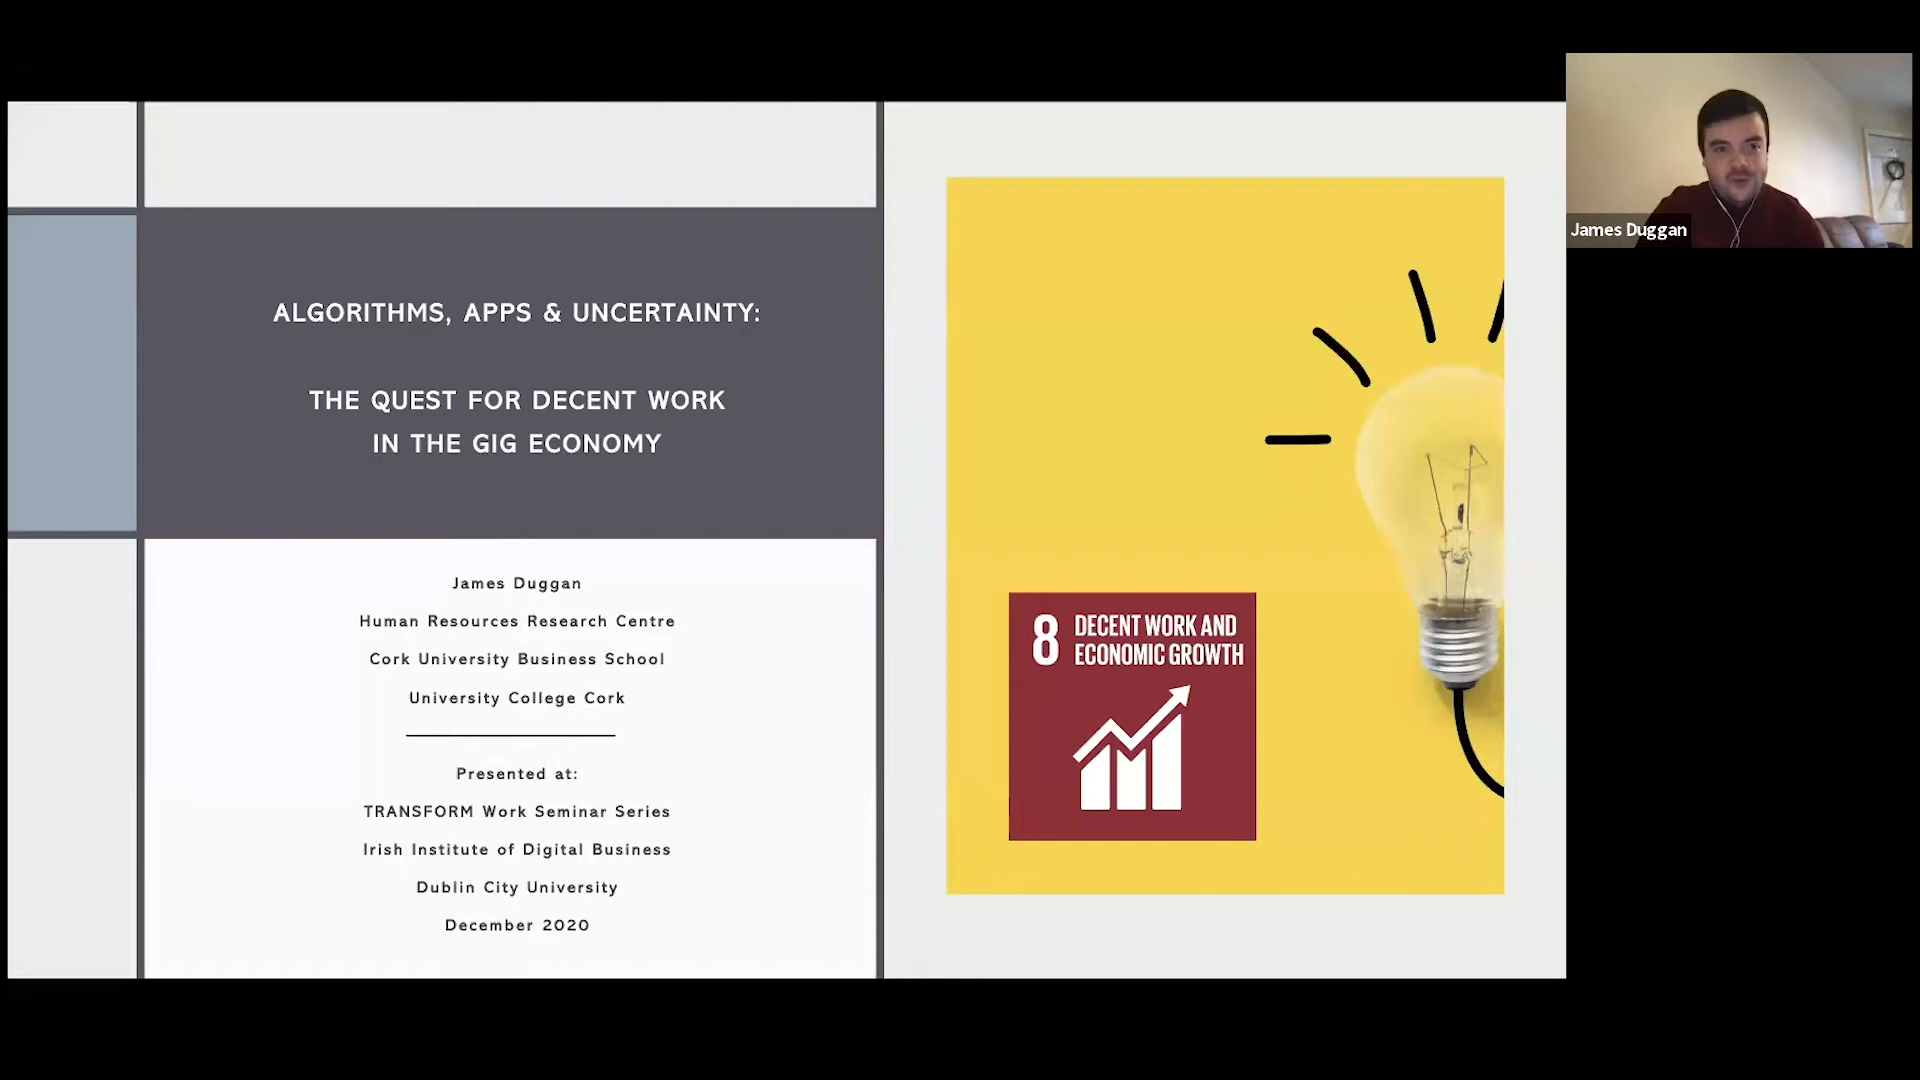 ALGORITHMS, APPS & UNCERTAINTY:
THE QUEST FOR DECENT WORK
IN THE GIG ECONOMY
James Duggan
Human Resources Research Centre
Cork University Business School
University College Cork
Presented at:
TRANSFORM Work Seminar Series
Irish Institute of Digital Business
Dublin City University
December 2020
8 DECENT WORK AND
ECONOMIC GROWTH
James Duggan